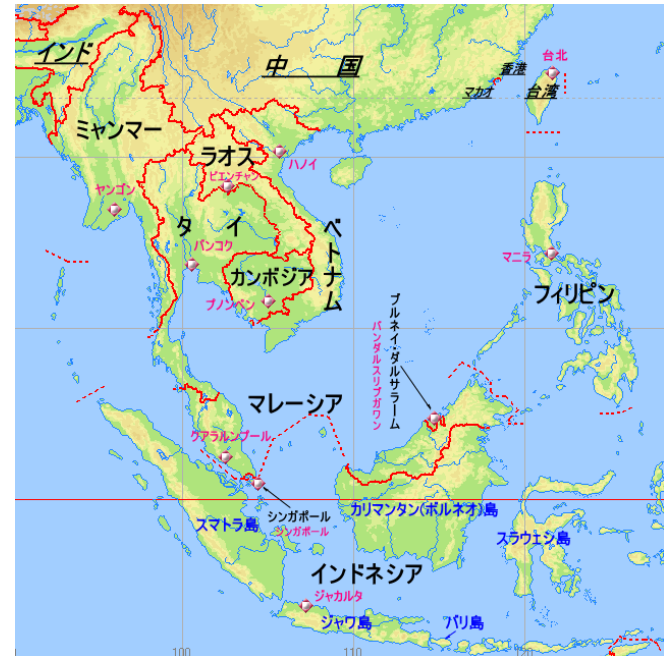 インド
中国
台北
香港
マカオ
台湾
ミャンマー
ラオス
ハノイ
ビエンチャン
ヤンゴン
タイ
ベトナム
バンコク
マニラ
カンボジア
プノンペン
フィリピン
ブルネイ・ダルサラーム
バンダルスリブガワン
マレーシア
クアラルンプール
シンガポール
シンガポール
カリマンタン(ボルネオ)島
スマトラ島
スラウェシ島
インドネシア
ジャカルタ
ジャワ島
バリ島
100
110
120